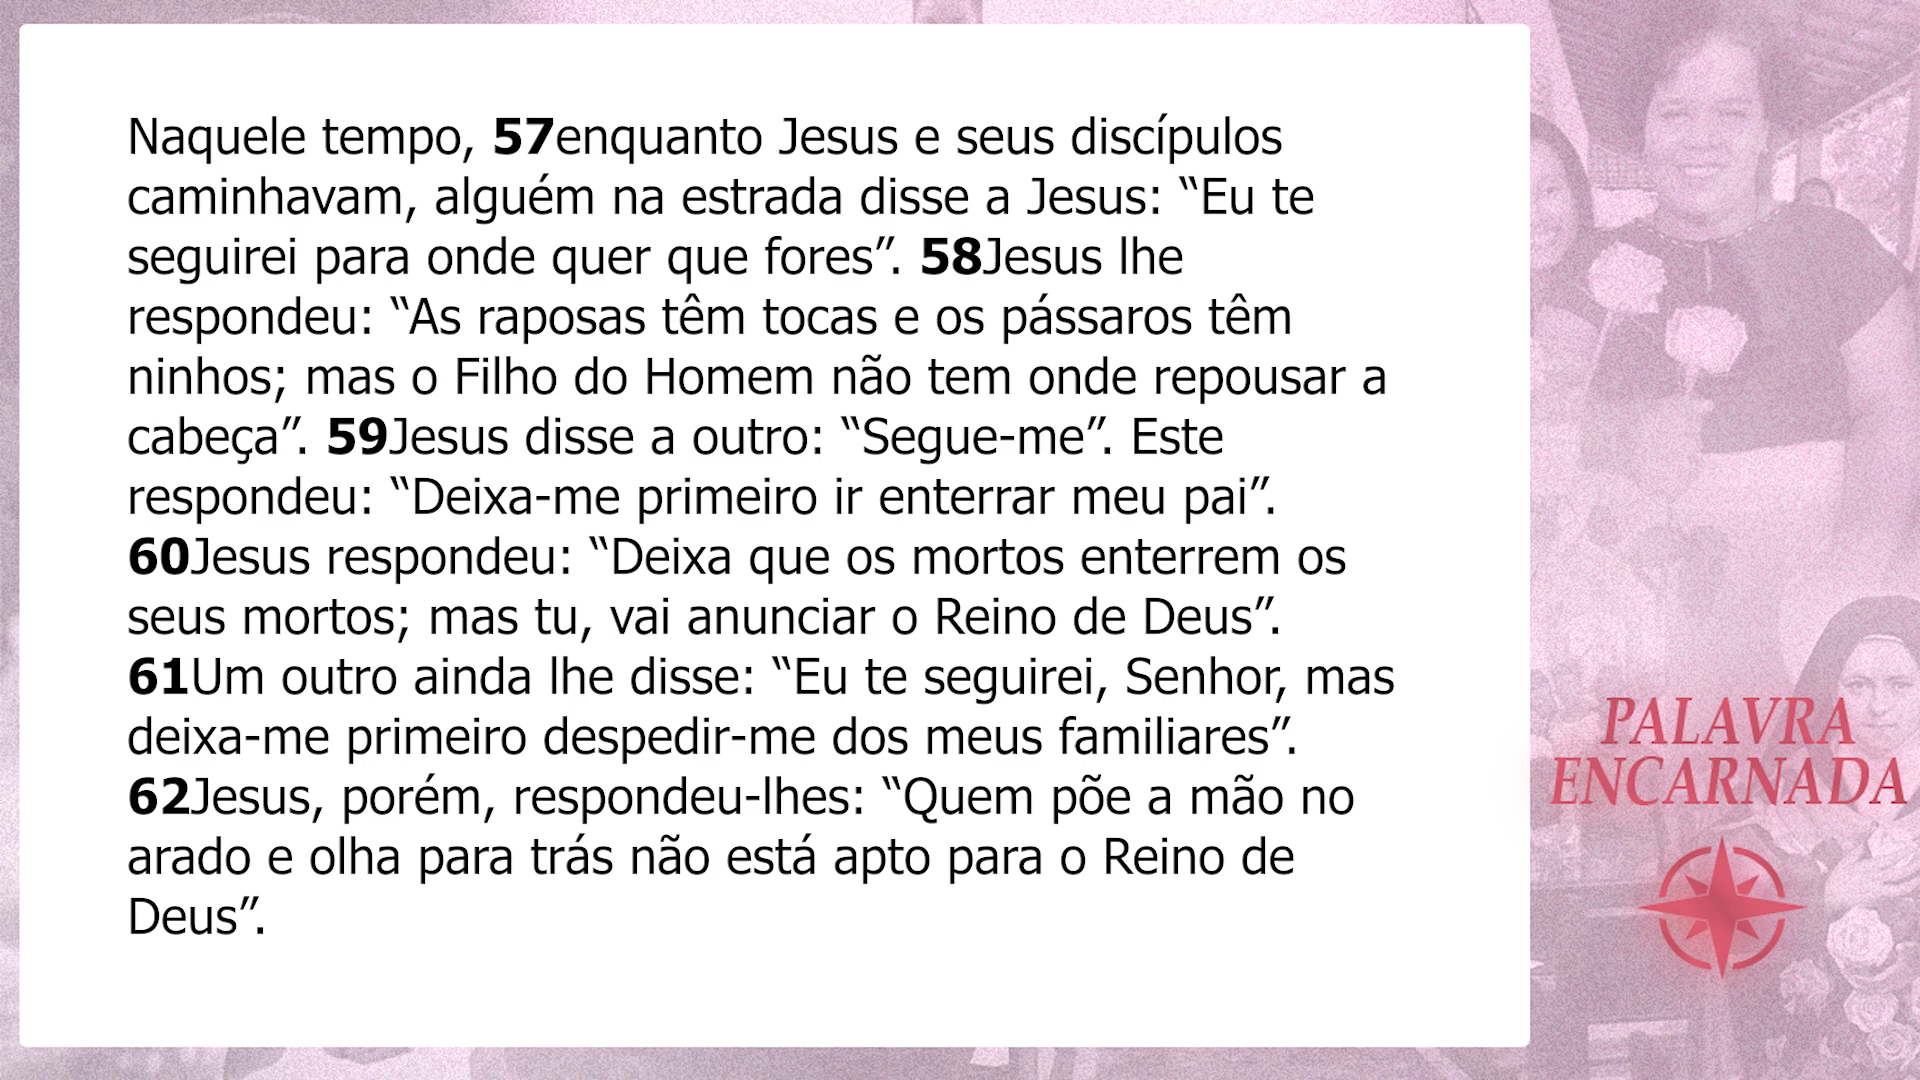 Naquele tempo, 57enquanto Jesus e seus discípulos
caminhavam, alguém na estrada disse a Jesus: “Eu te
seguirei para onde quer que fores”. 58Jesus lhe
respondeu: “As raposas têm tocas e os pássaros têm
ninhos; mas o Filho do Homem não tem onde repousar a
cabeça”. 59Jesus disse a outro: “Segue-me”. Este
respondeu: “Deixa-me primeiro ir enterrar meu pai”.
60Jesus respondeu: “Deixa que os mortos enterrem os
seus mortos; mas tu, vai anunciar o Reino de Deus”.
61Um outro ainda lhe disse: “Eu te seguirei, Senhor, mas
deixa-me primeiro despedir-me dos meus familiares”.
62Jesus, porém, respondeu-lhes: “Quem põe a mão no
arado e olha para trás não está apto para o Reino de
Deus”.
PALAVRA
ENCARNADA